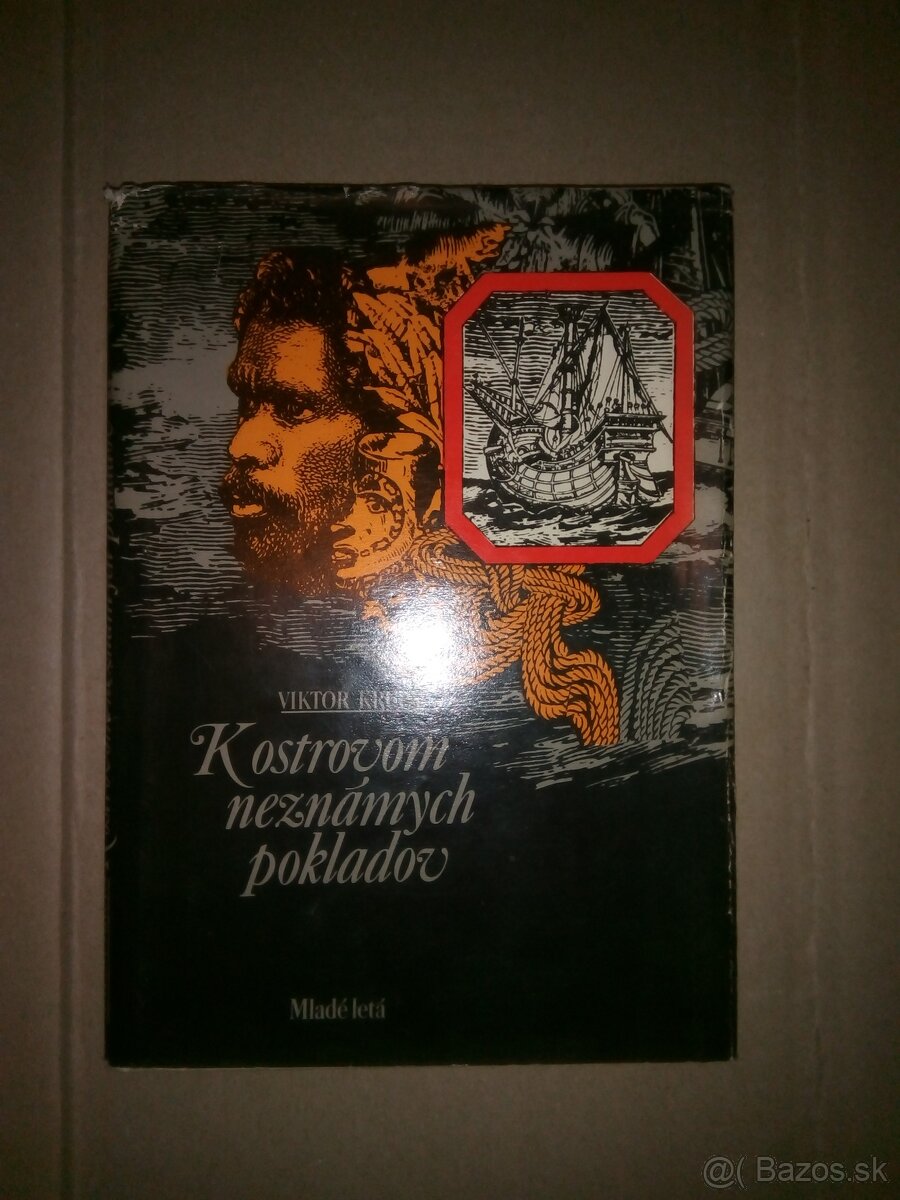 VIKTOR
K ostrovom
neznámych
pokladov
Mladé letá
@( Bazos.sk